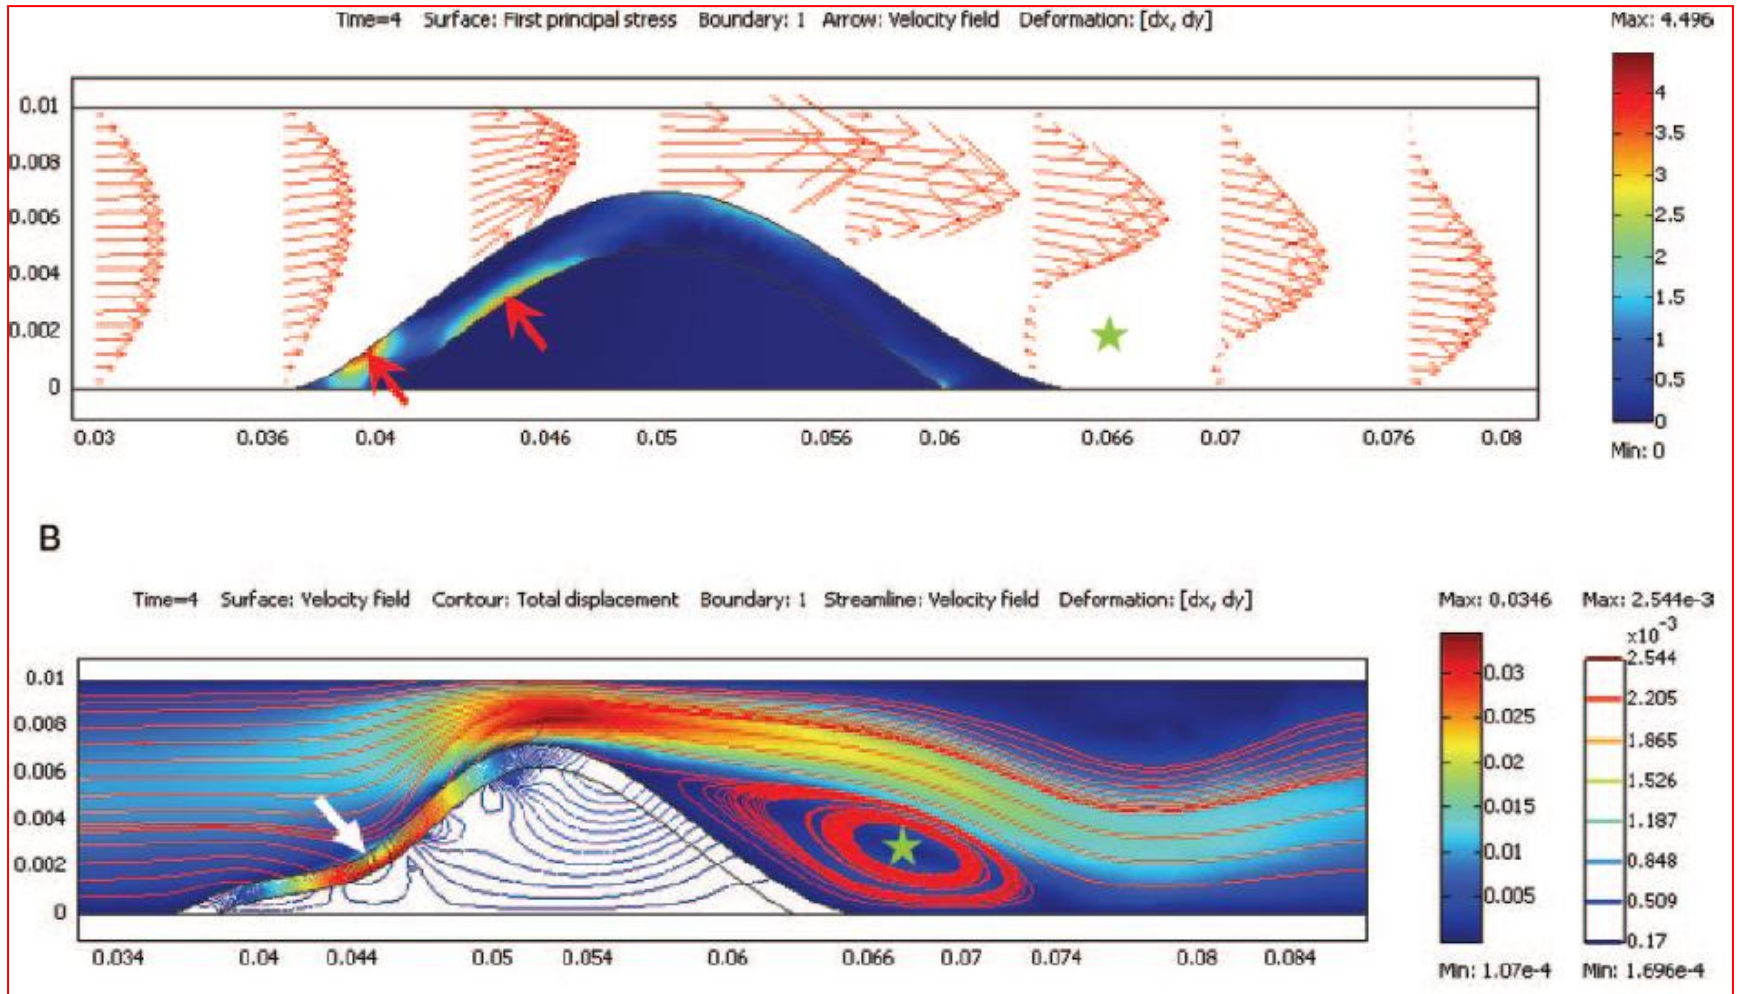 Time=4 Surface: First principal stress Boundary: 1 Arrow: Velocity field Deformation: [dx, dy]
Max: 4.496
0.01
0.008
0.006
0.004
0.002
0
0.03 0.036 0.04 0.046 0.05 0.056 0.06 0.066 0.07 0.076 0.08
4
3.5
3
2.5
2
1.5
1
0.5
0
Min: 0
B
Time=4 Surface: Velocity field Contour: Total displacement Boundary: 1 Streamline: Velocity field Deformation: [dx, dy]
Max: 0.0346
Max: 2.544e-3
0.01
0.008
0.006
0.004
0.002
0
0.034 0.04 0.044 0.05 0.054 0.06 0.066 0.07 0.074 0.08 0.084
0.03
0.025
0.02
0.015
0.01
0.005
Min: 1.07e-4
x10^-3
2.544
2.205
1.865
1.526
1.187
0.848
0.509
0.17
Min: 1.696e-4